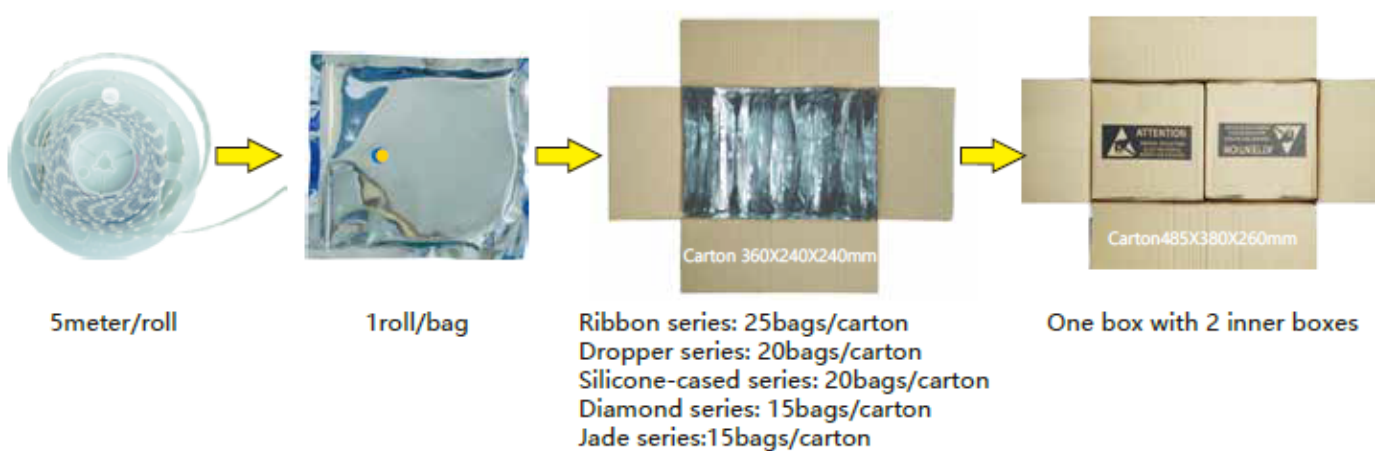 5meter/roll
1roll/bag
Carton 360X240X240mm
Ribbon series: 25bags/carton
Dropper series: 20bags/carton
Silicone-cased series: 20bags/carton
Diamond series: 15bags/carton
Jade series:15bags/carton
ATTENTION
ATTENTION
Carton485X380X260mm
One box with 2 inner boxes